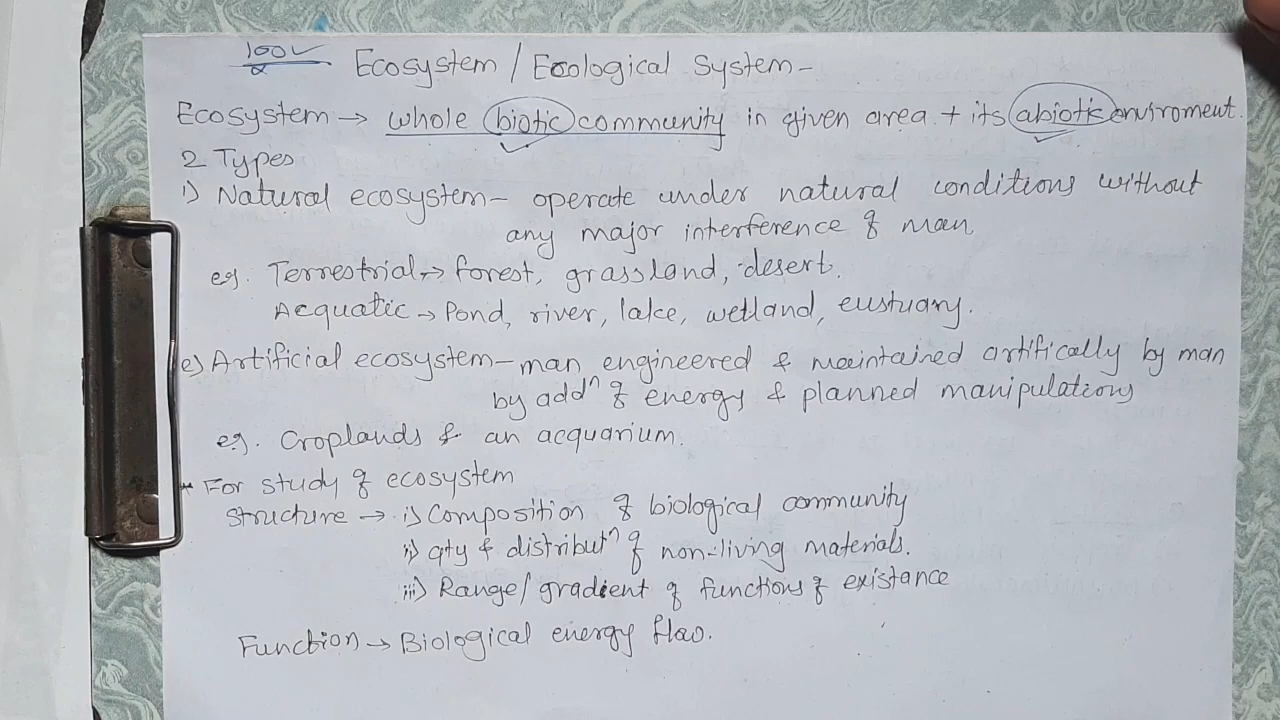 Ecosystem / Ecological System -
Ecosystem → whole biotic community in given area + its abiotic enviroment.
2 Types
1) Natural ecosystem - operate under natural conditions without
any major interference of man.
eg. Terrestrial → forest, grassland, desert.
Acquatic → Pond, river, lake, wetland, eustuary.
2) Artificial ecosystem - man engineered & maintained artifically by man
by addⁿ of energy & planned manipulations
eg. Croplands & an acquarium.
* For study of ecosystem
Structure → i) Composition of biological community
ii) qty & distributⁿ of non-living materials.
iii) Range/gradient of functions of existance
Function → Biological energy flao.